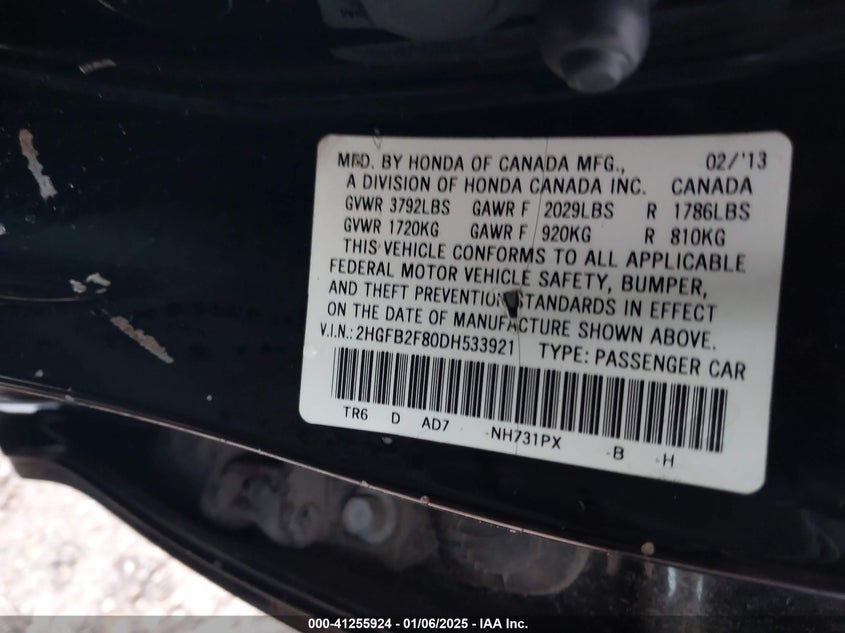 MFD. BY HONDA OF CANADA MFG., 02/'13
A DIVISION OF HONDA CANADA INC. CANADA
GVWR 3792LBS GAWR F 2029LBS R 1786LBS
GVWR 1720KG GAWR F 920KG R 810KG
THIS VEHICLE CONFORMS TO ALL APPLICABLE
FEDERAL MOTOR VEHICLE SAFETY, BUMPER,
AND THEFT PREVENTION STANDARDS IN EFFECT
ON THE DATE OF MANUFACTURE SHOWN ABOVE.
V.I.N.: 2HGFB2F80DH533921 TYPE: PASSENGER CAR
TR6 D AD7 -NH731PX -B -H
000-41255924 | 01/06/2025 - IAA Inc.